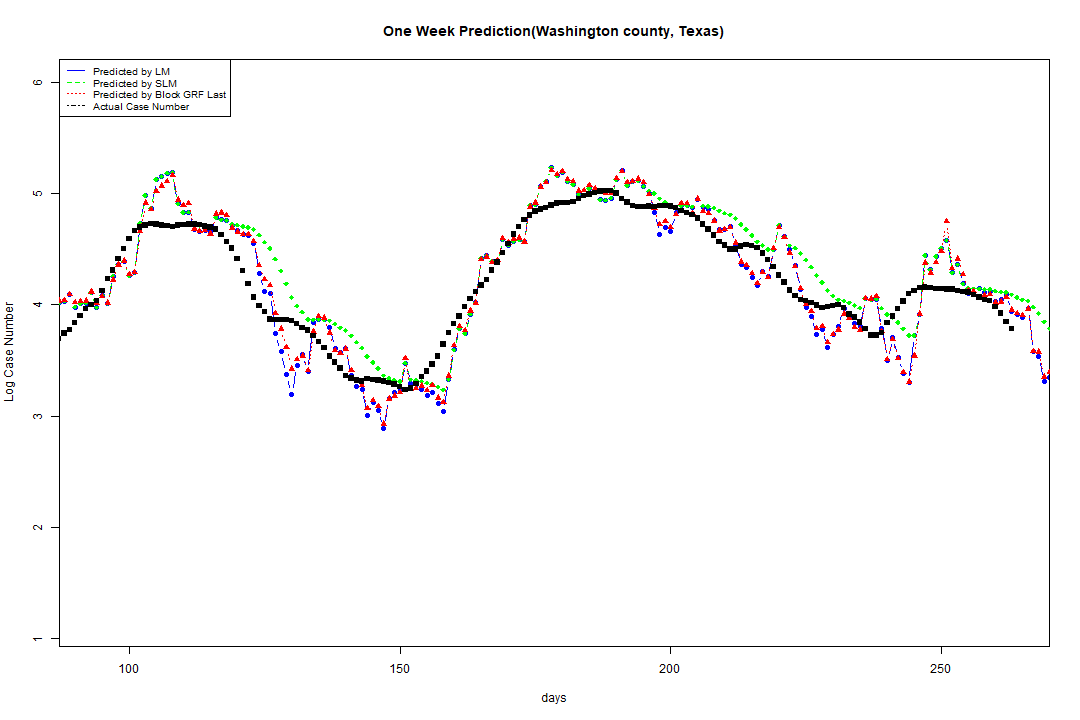 One Week Prediction(Washington county, Texas)
Predicted by LM
Predicted by SLM
Predicted by Block GRF Last
Actual Case Number
6
5
4
3
2
1
Log Case Number
100 150 200 250
days